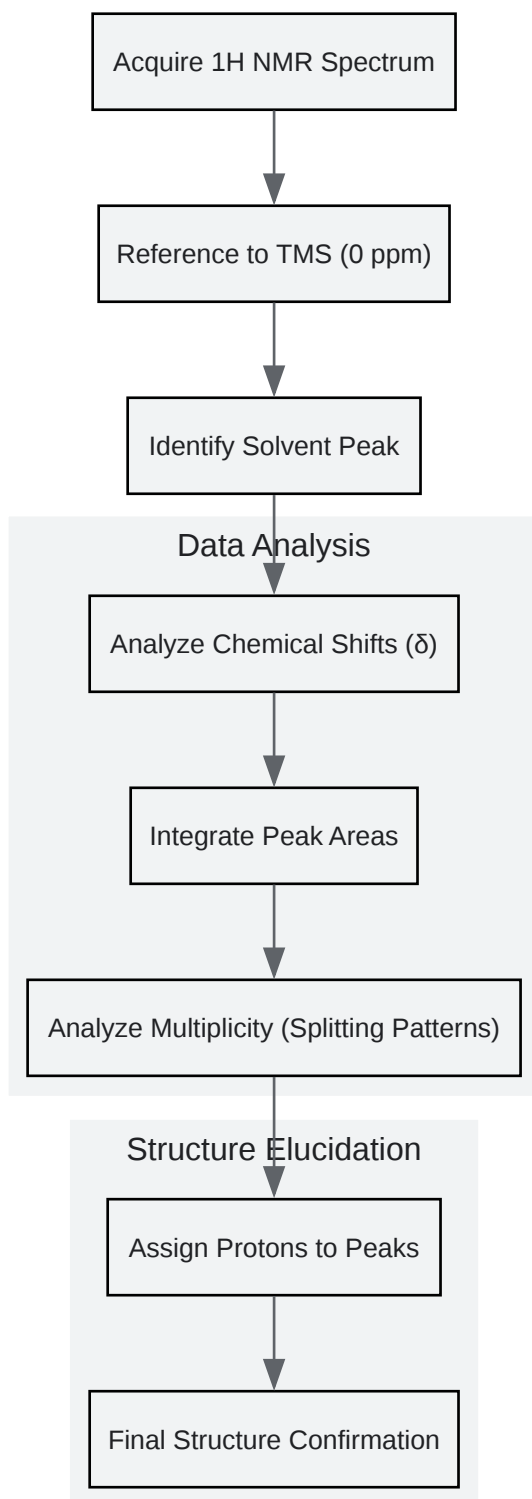 Acquire 1H NMR Spectrum
Reference to TMS (0 ppm)
Identify Solvent Peak
Data Analysis
Analyze Chemical Shifts (δ)
Integrate Peak Areas
Analyze Multiplicity (Splitting Patterns)
Structure Elucidation
Assign Protons to Peaks
Final Structure Confirmation